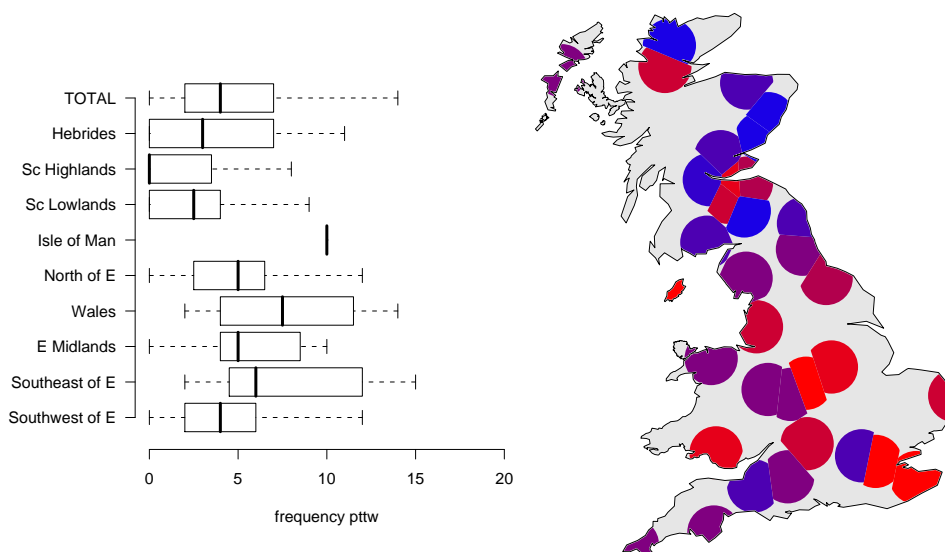 TOTAL
Hebrides
Sc Highlands
Sc Lowlands
Isle of Man
North of E
Wales
E Midlands
Southeast of E
Southwest of E
0 5 10 15 20
frequency pttw